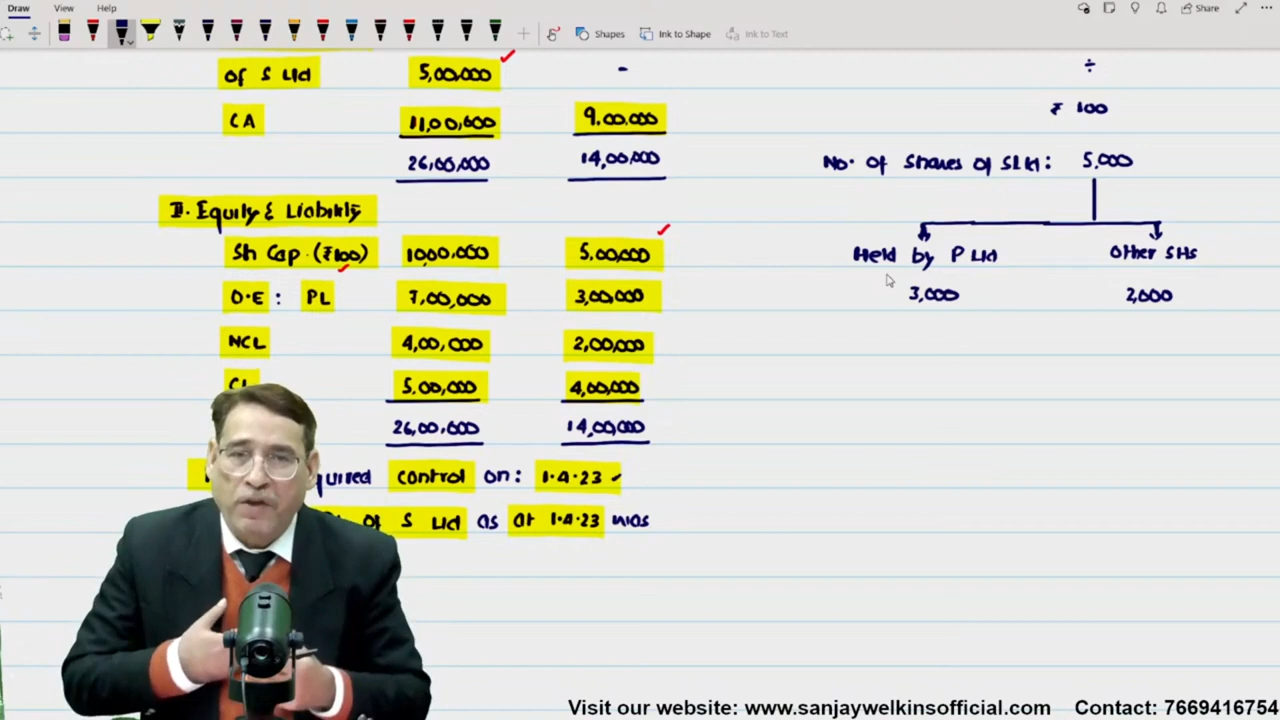 Draw View Help
Share
Shapes Ink to Shape Ink to Text
of S Ltd 5,00,000 -
CA 11,00,000 9,00,000
26,00,000 14,00,000
II. Equity & Liability
Sh Cap. (₹100) 10,00,000 5,00,000
O.E : PL 7,00,000 3,00,000
NCL 4,00,000 2,00,000
CL 5,00,000 4,00,000
26,00,000 14,00,000
control on: 1.4.23
of S Ltd as at 1.4.23 was
÷
₹ 100
No. of Shares of S Ltd: 5,000
Held by P Ltd Other SHs
3,000 2,000
Visit our website: www.sanjaywelkinsofficial.com Contact: 7669416754